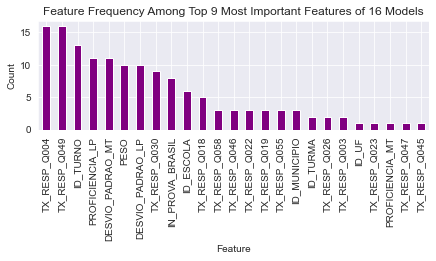 Feature Frequency Among Top 9 Most Important Features of 16 Models
Count
15
10
5
0
TX_RESP_Q004
TX_RESP_Q049
ID_TURNO
PROFICIENCIA_LP
DESVIO_PADRAO_MT
PESO
DESVIO_PADRAO_LP
TX_RESP_Q030
IN_PROVA_BRASIL
ID_ESCOLA
TX_RESP_Q018
TX_RESP_Q058
TX_RESP_Q046
TX_RESP_Q022
TX_RESP_Q019
TX_RESP_Q055
ID_MUNICIPIO
ID_TURMA
TX_RESP_Q026
TX_RESP_Q003
ID_UF
TX_RESP_Q023
PROFICIENCIA_MT
TX_RESP_Q047
TX_RESP_Q045
Feature